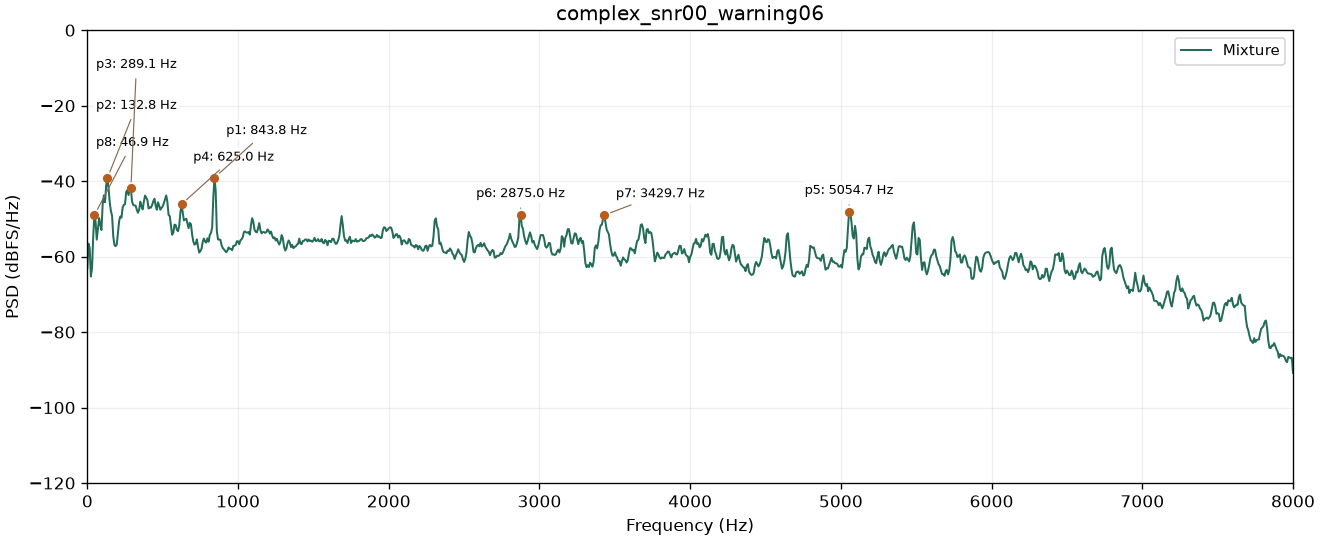 complex_snr00_warning06
Mixture
p3: 289.1 Hz
p2: 132.8 Hz
p1: 843.8 Hz
p8: 46.9 Hz
p4: 625.0 Hz
p6: 2875.0 Hz
p7: 3429.7 Hz
p5: 5054.7 Hz
PSD (dBFS/Hz)
0
−20
−40
−60
−80
−100
−120
0 1000 2000 3000 4000 5000 6000 7000 8000
Frequency (Hz)